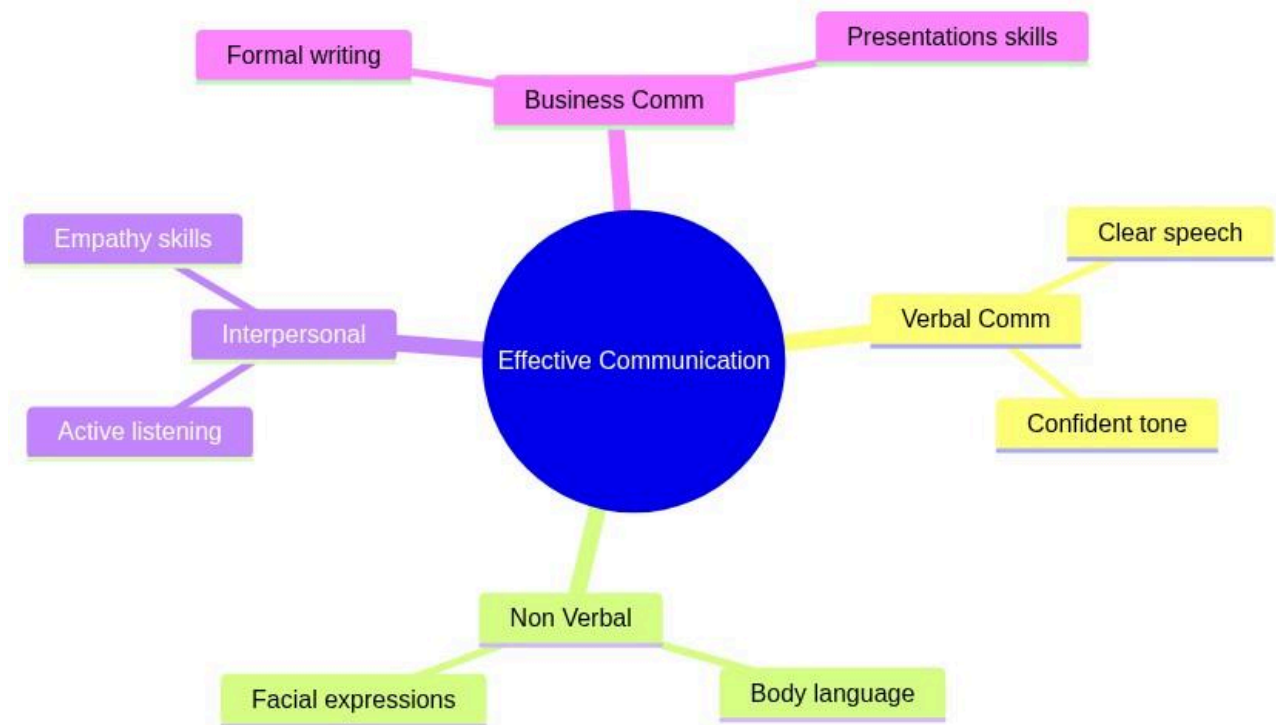 Formal writing
Presentations skills
Business Comm
Empathy skills
Clear speech
Interpersonal
Verbal Comm
Effective Communication
Active listening
Confident tone
Non Verbal
Facial expressions
Body language